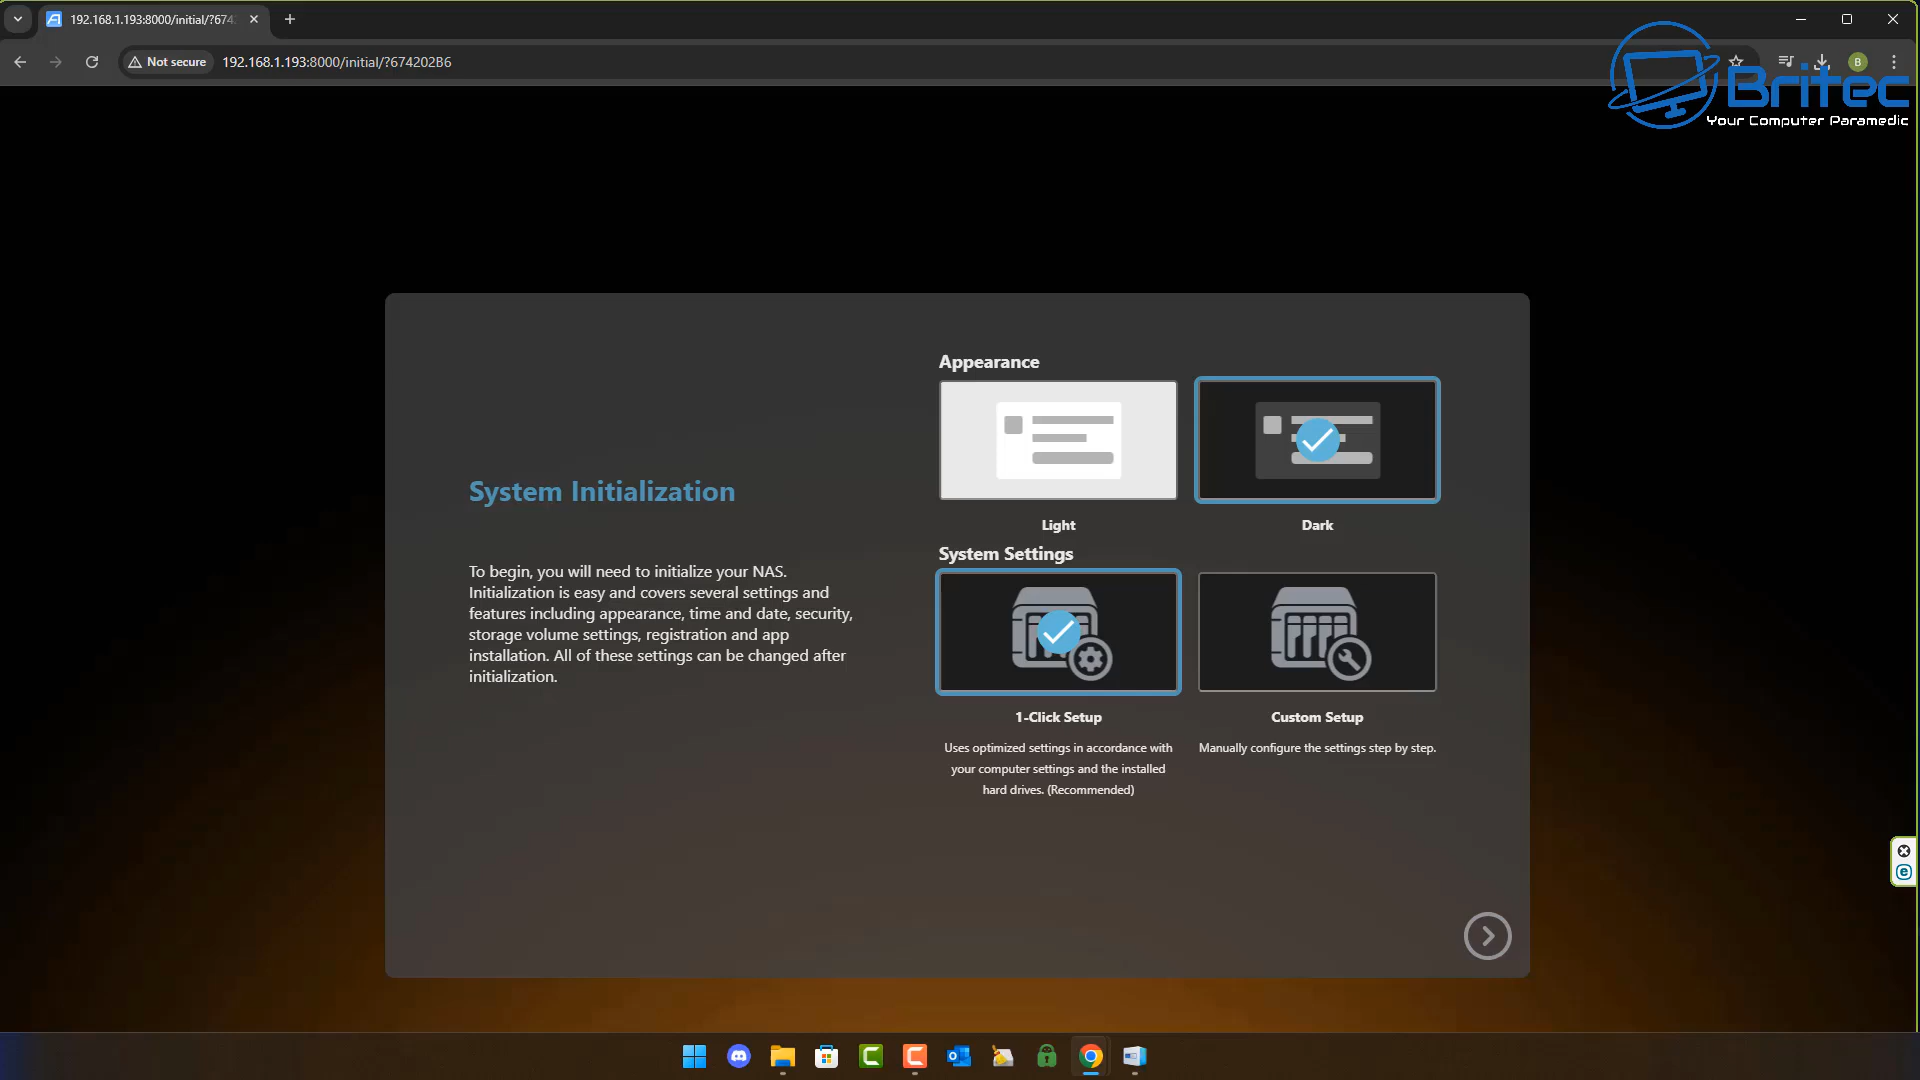 192.168.1.193:8000/initial/?674
Not secure
192.168.1.193:8000/initial/?674202B6
B
Britec
Your Computer Paramedic
Appearance
Light
Dark
System Initialization
To begin, you will need to initialize your NAS.
Initialization is easy and covers several settings and
features including appearance, time and date, security,
storage volume settings, registration and app
installation. All of these settings can be changed after
initialization.
System Settings
1-Click Setup
Custom Setup
Uses optimized settings in accordance with
your computer settings and the installed
hard drives. (Recommended)
Manually configure the settings step by step.